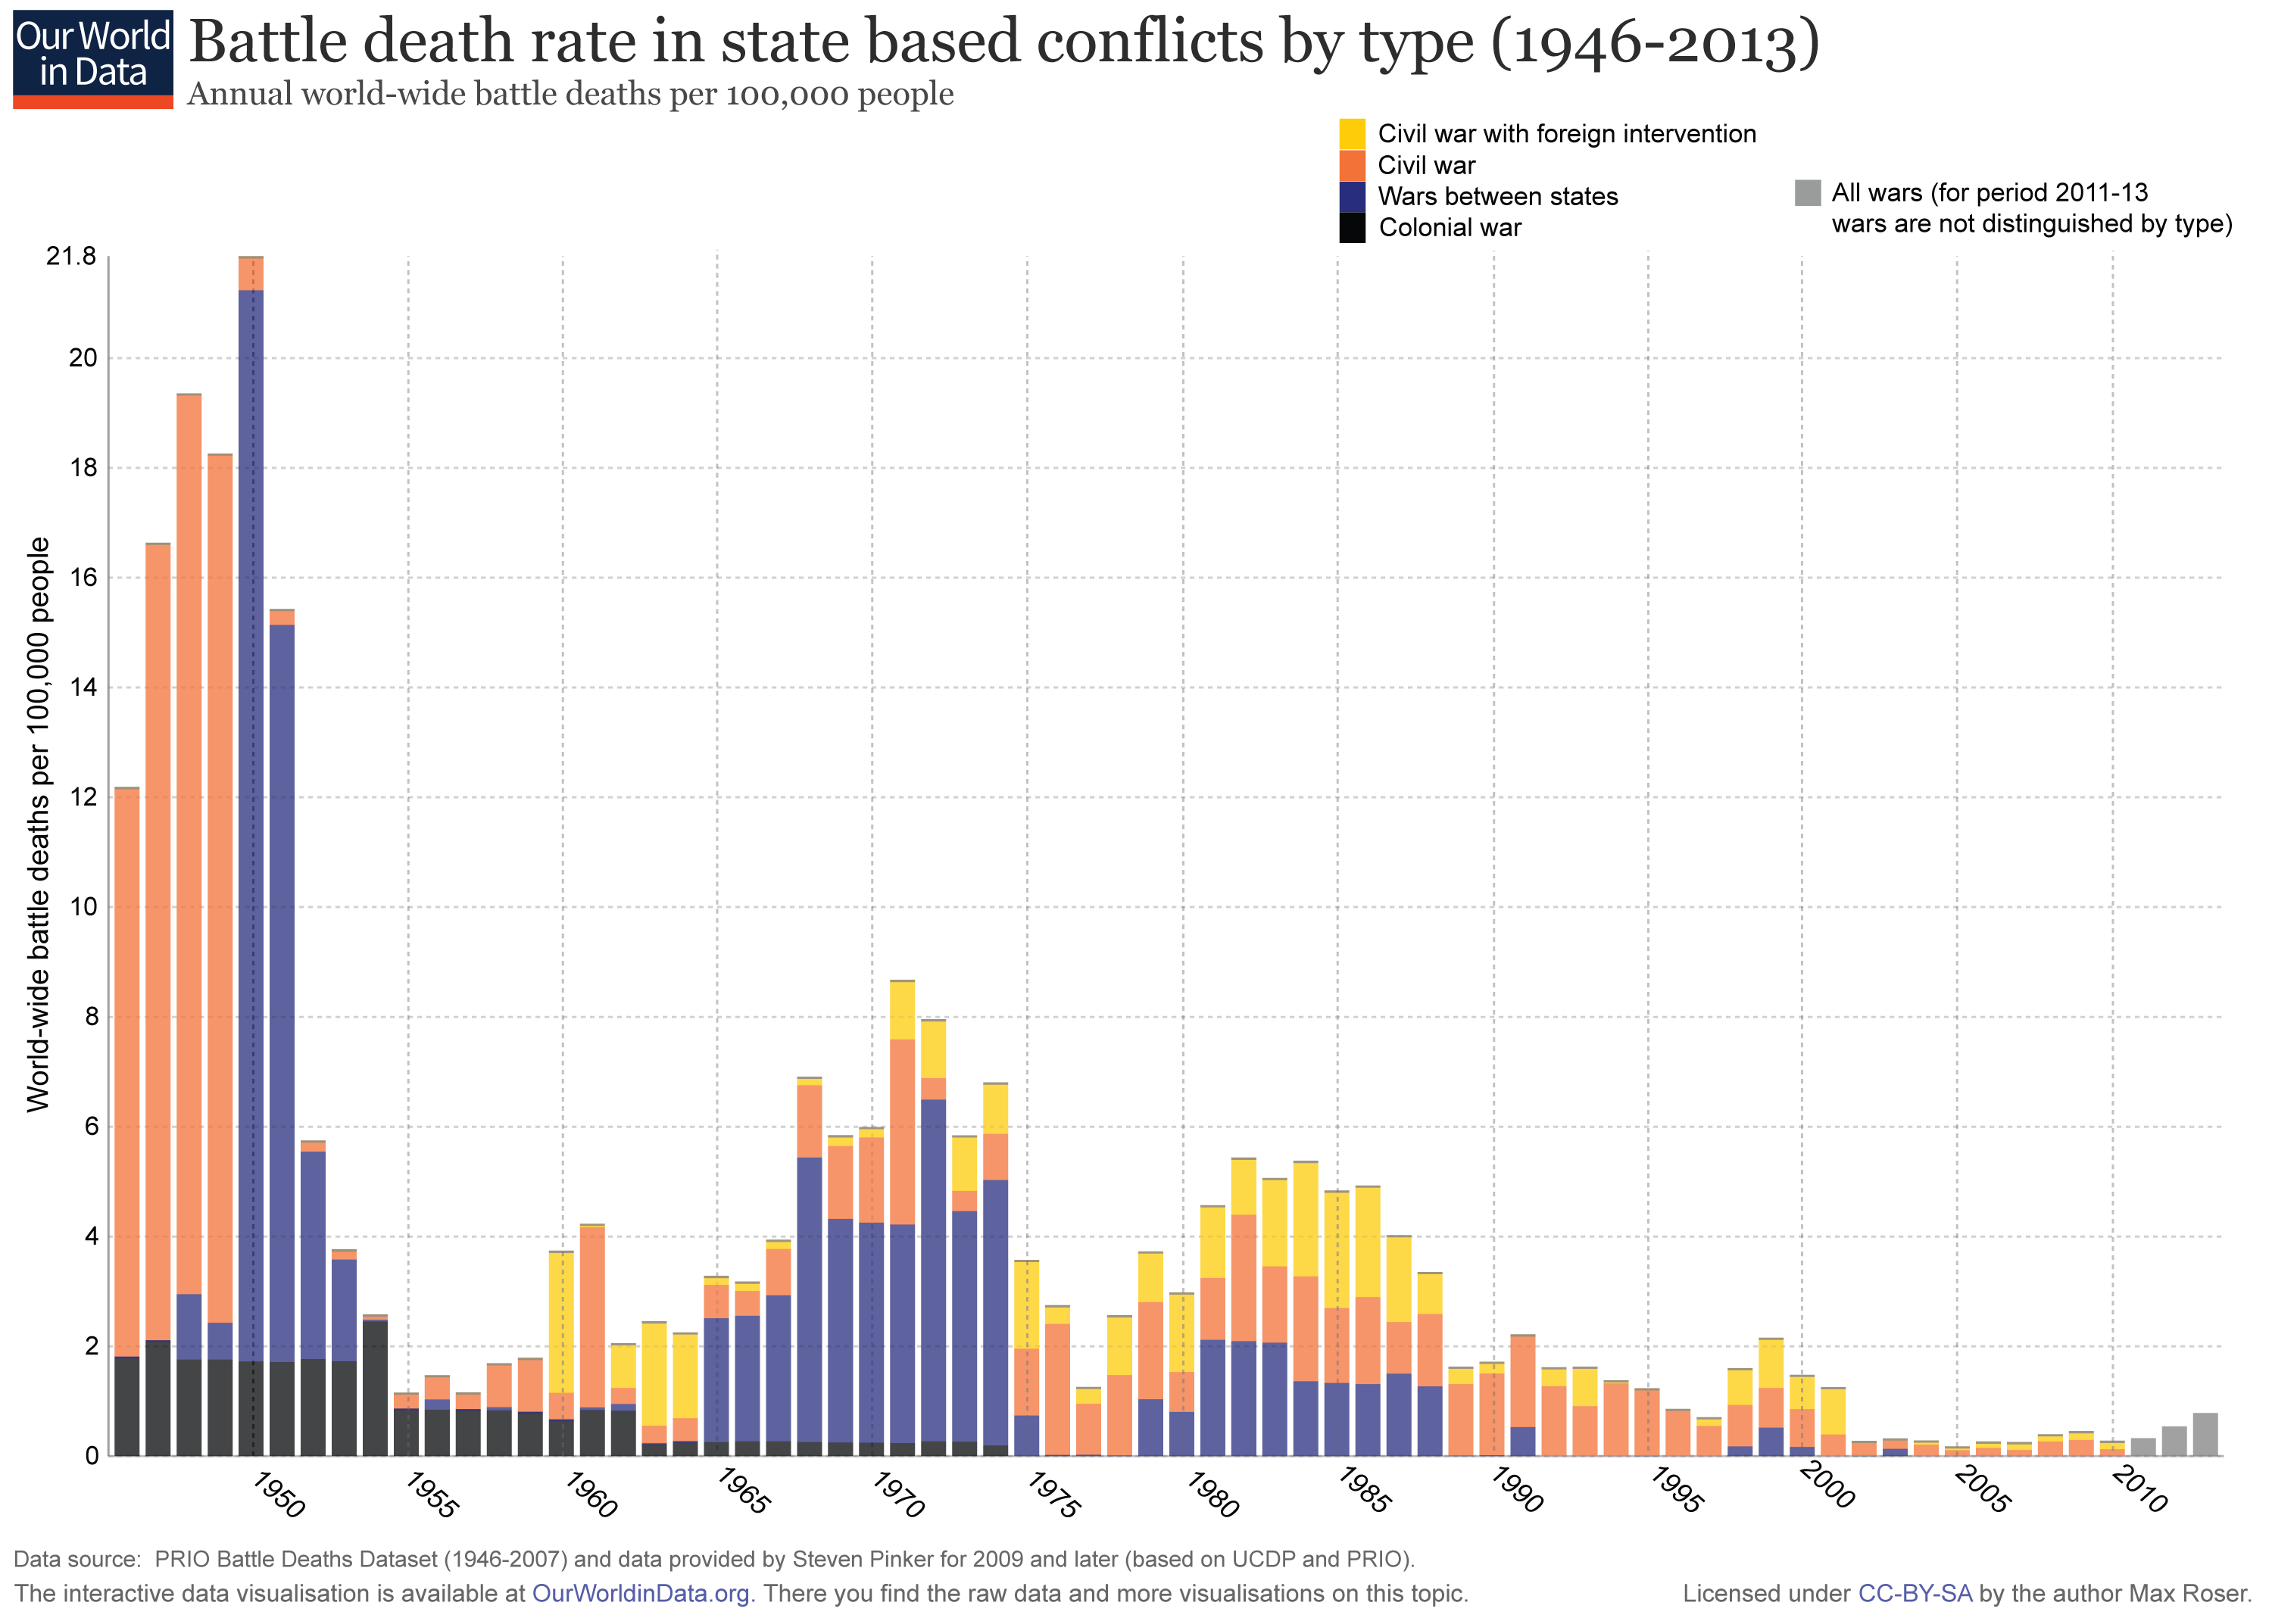 Our World
in Data
Battle death rate in state based conflicts by type (1946-2013)
Annual world-wide battle deaths per 100,000 people
Civil war with foreign intervention
Civil war
Wars between states
Colonial war
All wars (for period 2011-13
wars are not distinguished by type)
World-wide battle deaths per 100,000 people
21.8
20
18
16
14
12
10
8
6
4
2
0
1950
1955
1960
1965
1970
1975
1980
1985
1990
1995
2000
2005
2010
Data source: PRIO Battle Deaths Dataset (1946-2007) and data provided by Steven Pinker for 2009 and later (based on UCDP and PRIO).
The interactive data visualisation is available at OurWorldinData.org. There you find the raw data and more visualisations on this topic.
Licensed under CC-BY-SA by the author Max Roser.